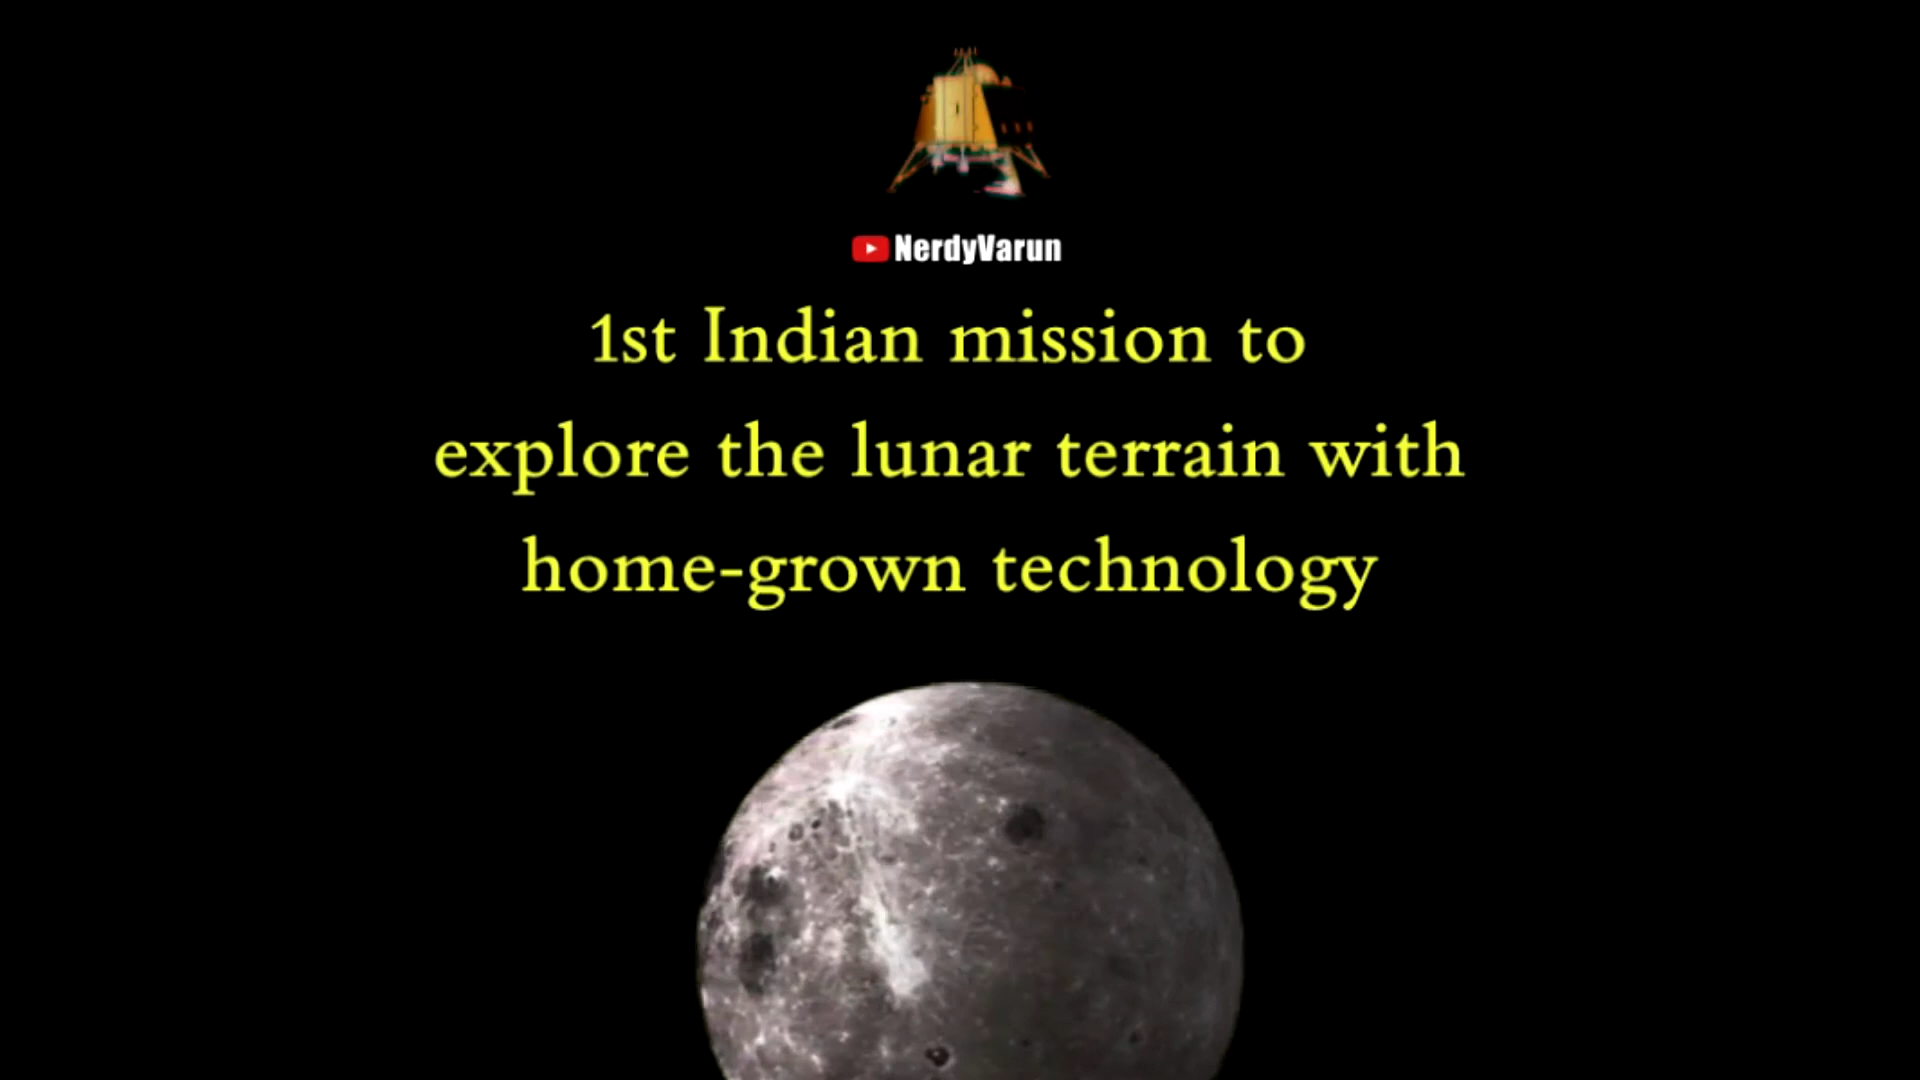 NerdyVarun
1st Indian mission to
explore the lunar terrain with
home-grown technology